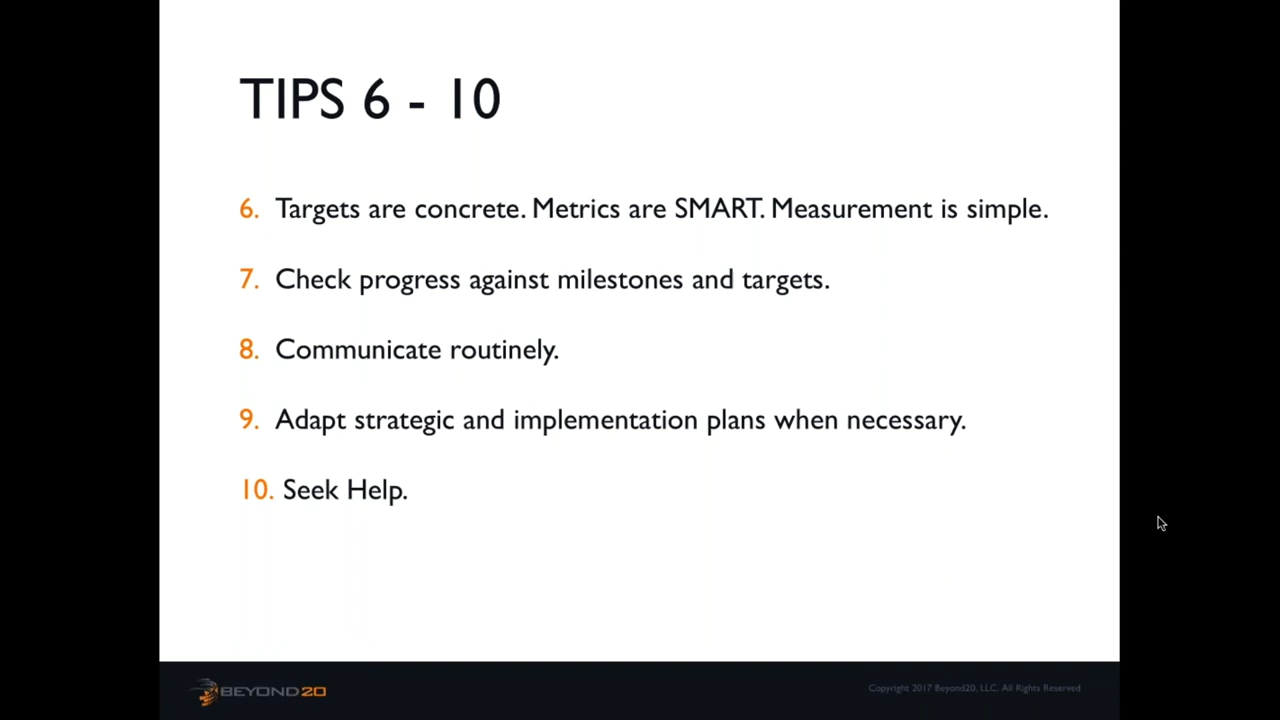 TIPS 6 - 10
6. Targets are concrete. Metrics are SMART. Measurement is simple.
7. Check progress against milestones and targets.
8. Communicate routinely.
9. Adapt strategic and implementation plans when necessary.
10. Seek Help.
BEYOND20
Copyright 2017 Beyond20, LLC. All Rights Reserved